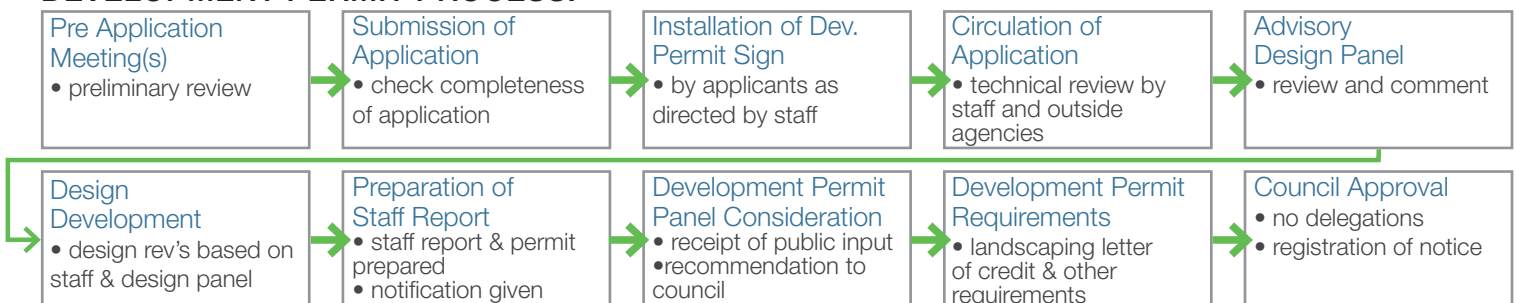 DEVELOPMENT PERMIT PROCESS:
Pre Application
Meeting(s)
• preliminary review
Submission of
Application
• check completeness
of application
Installation of Dev.
Permit Sign
• by applicants as
directed by staff
Circulation of
Application
• technical review by
staff and outside
agencies
Advisory
Design Panel
• review and comment
Design
Development
• design rev's based on
staff & design panel
Preparation of
Staff Report
• staff report & permit
prepared
• notification given
Development Permit
Panel Consideration
• receipt of public input
•recommendation to
council
Development Permit
Requirements
• landscaping letter
of credit & other
requirements
Council Approval
• no delegations
• registration of notice